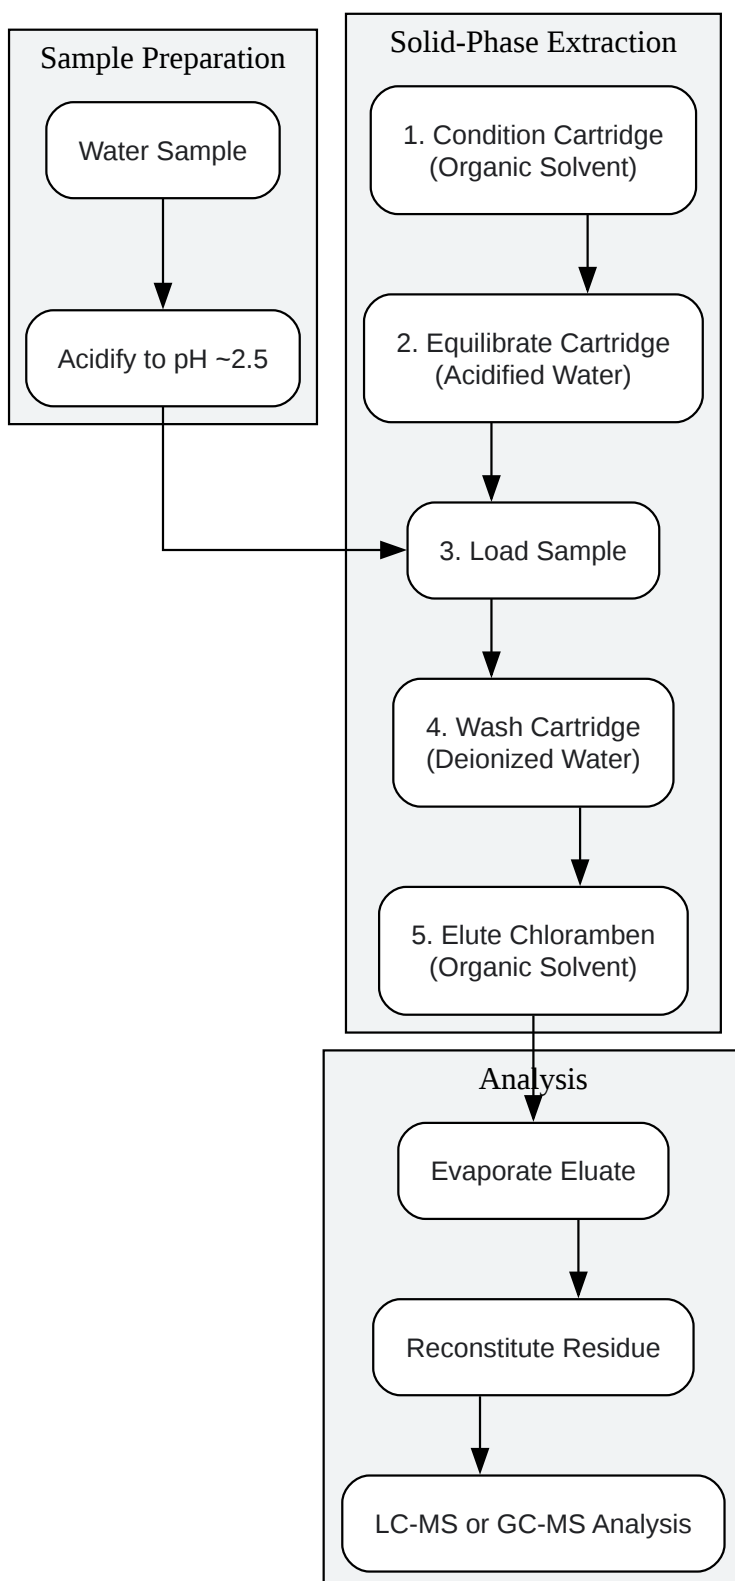 Sample Preparation
Water Sample
Acidify to pH ~2.5
Solid-Phase Extraction
1. Condition Cartridge
(Organic Solvent)
2. Equilibrate Cartridge
(Acidified Water)
3. Load Sample
4. Wash Cartridge
(Deionized Water)
5. Elute Chloramben
(Organic Solvent)
Analysis
Evaporate Eluate
Reconstitute Residue
LC-MS or GC-MS Analysis